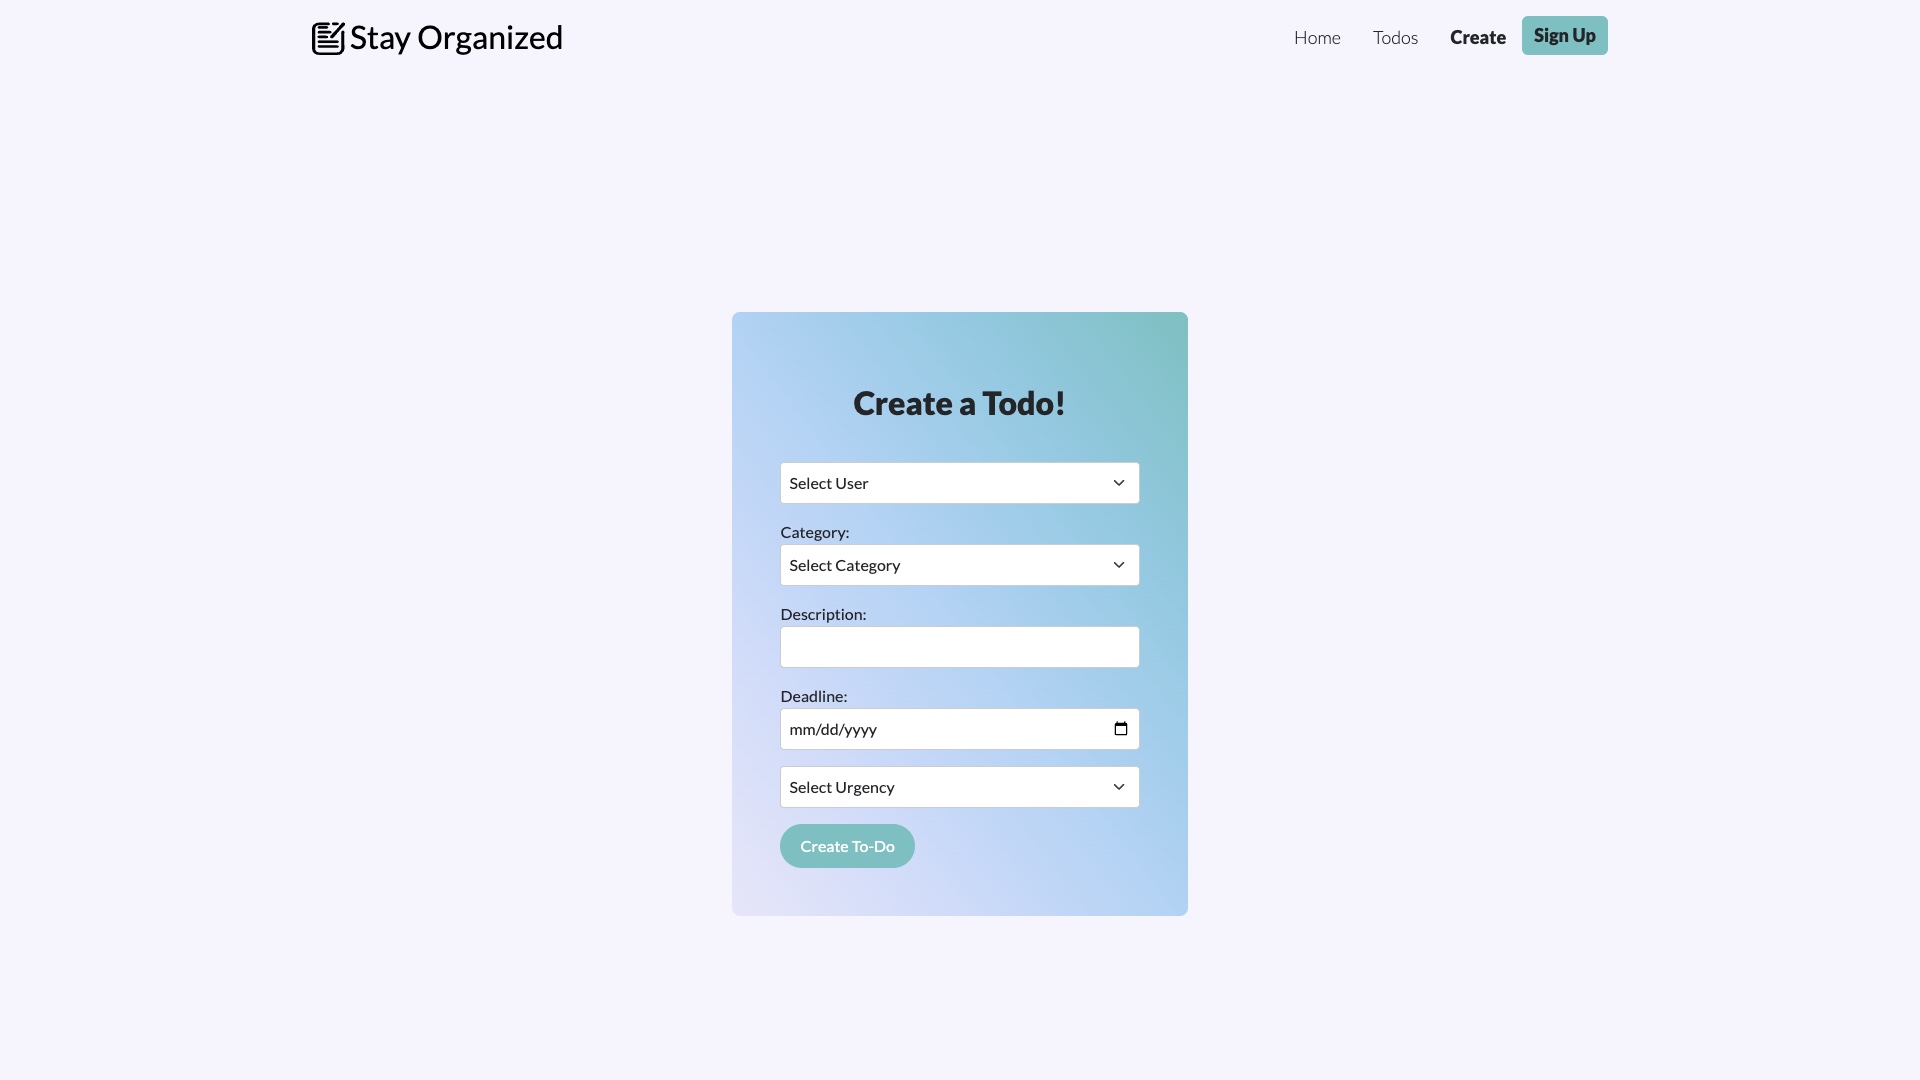 Stay Organized
Home Todos Create Sign Up
Create a Todo!
Select User
Category:
Select Category
Description:
Deadline:
mm/dd/yyyy
Select Urgency
Create To-Do